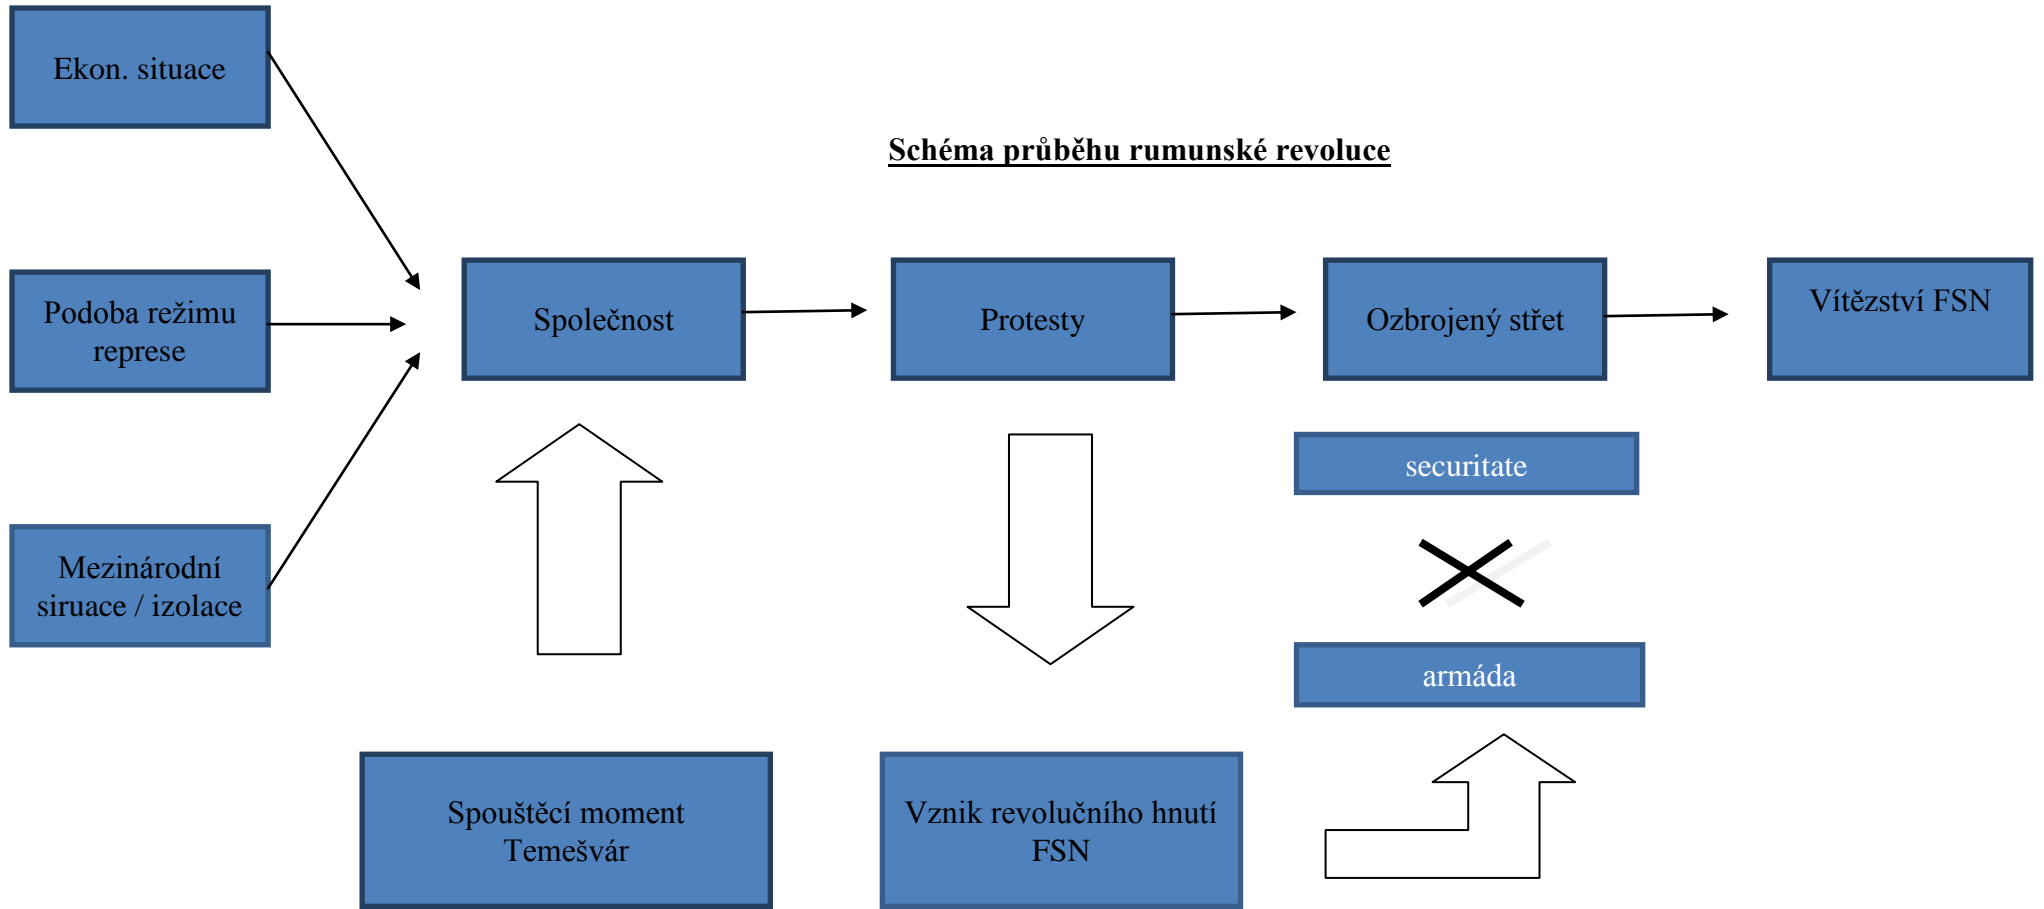 Ekon. situace
Schéma průběhu rumunské revoluce
Podoba režimu
represe
Společnost
Protesty
Ozbrojený střet
Vítězství FSN
securitate
Mezinárodní
siruace / izolace
armáda
Spouštěcí moment
Temešvár
Vznik revolučního hnutí
FSN